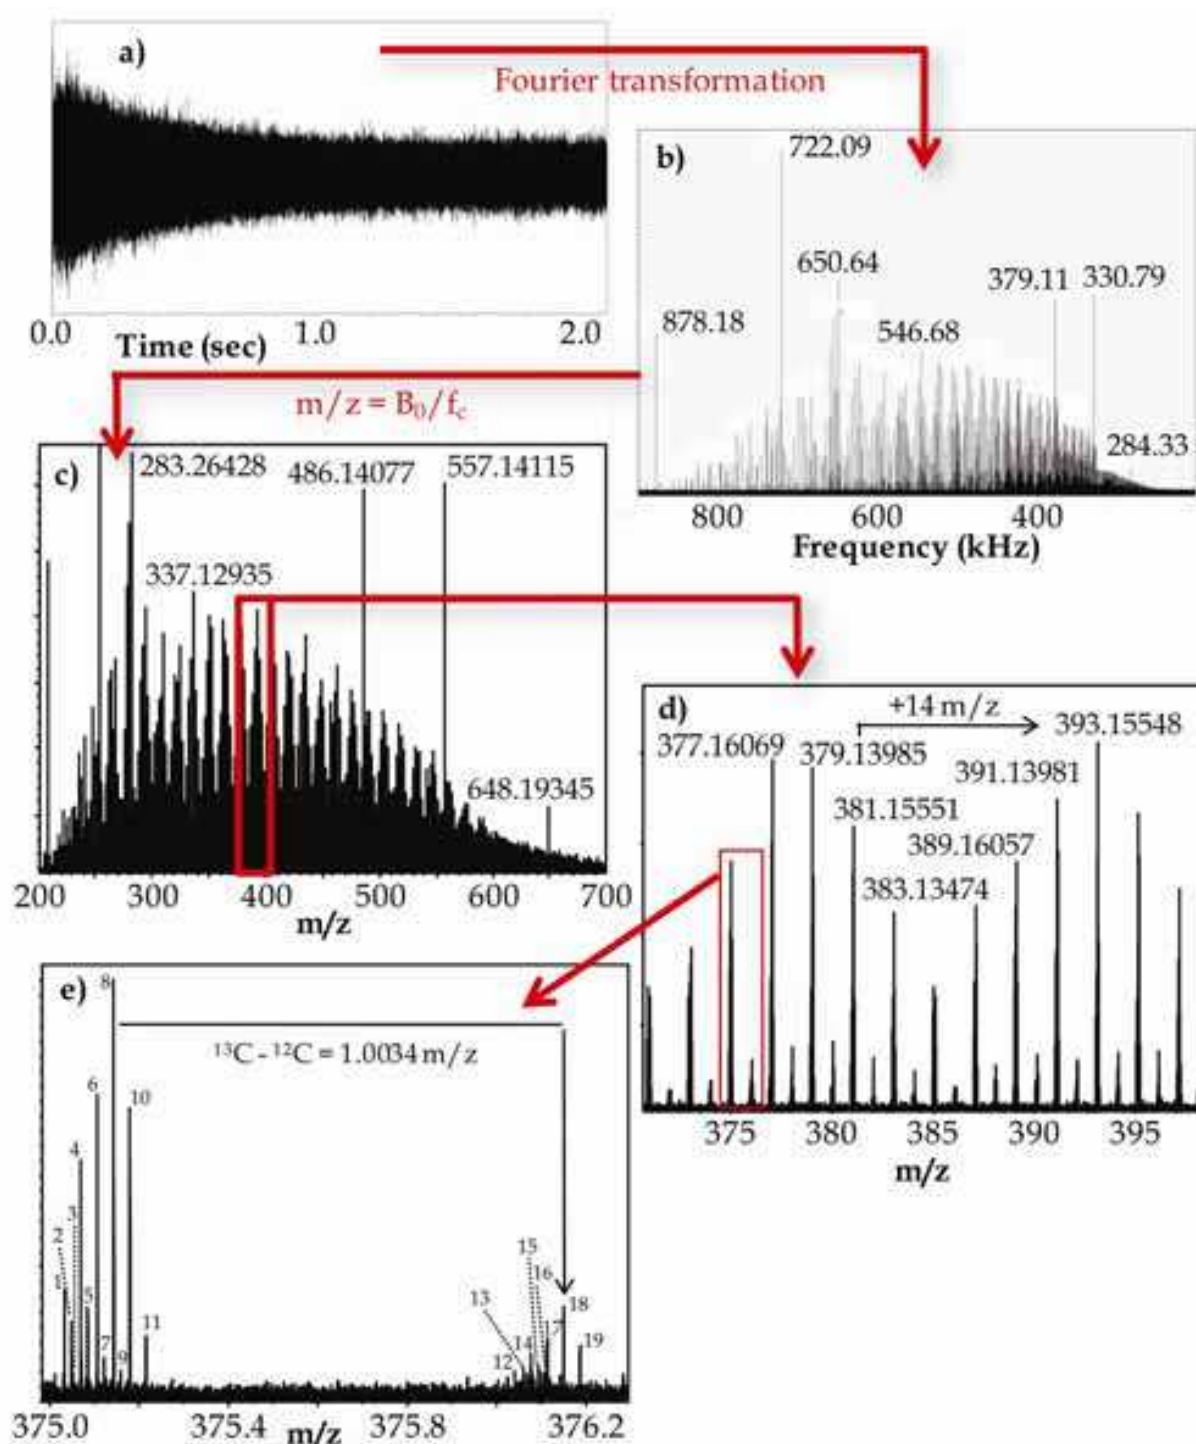 a)
Fourier transformation
b)
722.09
650.64
379.11 330.79
878.18
546.68
284.33
0.0 1.0 2.0
Time (sec)
m/z = B₀/f꜀
800 600 400
Frequency (kHz)
c)
283.26428 486.14077 557.14115
337.12935
648.19345
200 300 400 500 600 700
m/z
d)
+14 m/z
377.16069 379.13985 393.15548
391.13981
381.15551
389.16057
383.13474
375 380 385 390 395
m/z
e)
8
¹³C - ¹²C = 1.0034 m/z
6
10
4
3
2
5
11
7
9
15
16
13
18
14
17
12
19
375.0 375.4 375.8 376.2
m/z